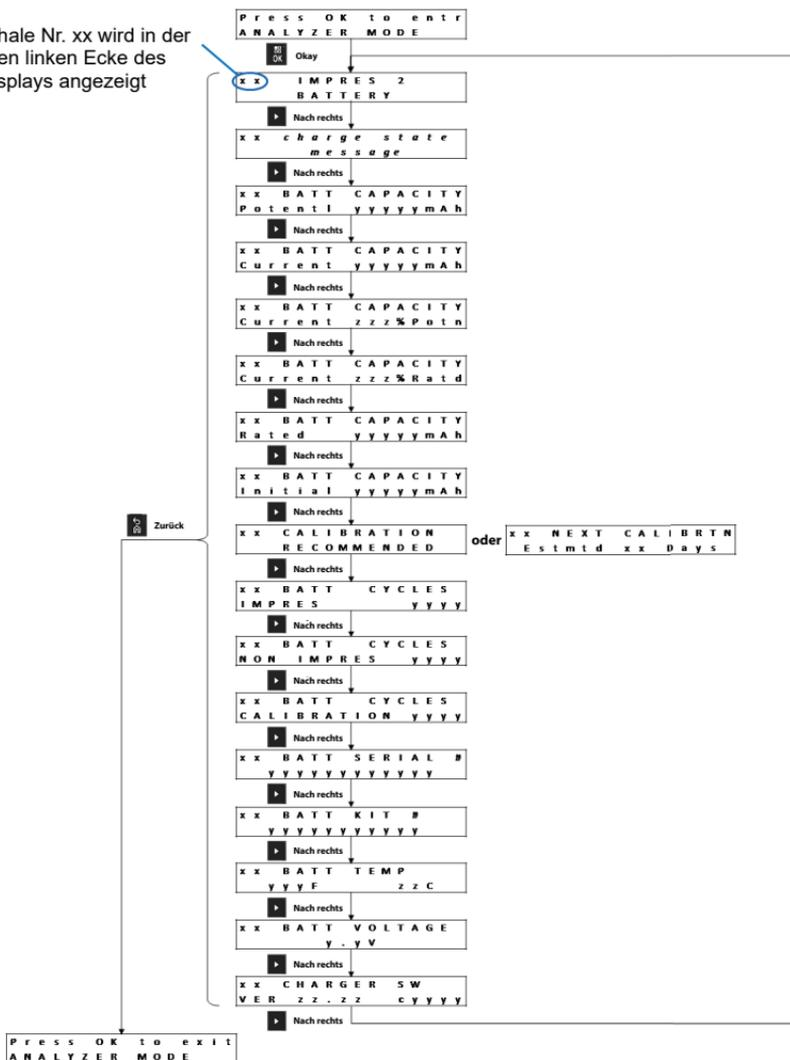 hale Nr. xx wird in der
en linken Ecke des
splays angezeigt
Press OK to entr
ANALYZER MODE
OK Okay
xx IMPRES 2
BATTERY
Nach rechts
xx charge state
message
Nach rechts
xx BATT CAPACITY
Potentl yyyyymAh
Nach rechts
xx BATT CAPACITY
Current yyyyymAh
Nach rechts
xx BATT CAPACITY
Current zzz%Potn
Nach rechts
xx BATT CAPACITY
Current zzz%Ratd
Nach rechts
xx BATT CAPACITY
Rated yyyyymAh
Nach rechts
xx BATT CAPACITY
Initial yyyyymAh
Nach rechts
Zurück
xx CALIBRATION
RECOMMENDED
oder
xx NEXT CALIBRTN
Estmtd xx Days
Nach rechts
xx BATT CYCLES
IMPRES yyyy
Nach rechts
xx BATT CYCLES
NON IMPRES yyyy
Nach rechts
xx BATT CYCLES
CALIBRATION yyyy
Nach rechts
xx BATT SERIAL #
yyyyyyyyyyyy
Nach rechts
xx BATT KIT #
yyyyyyyyyyy
Nach rechts
xx BATT TEMP
yyyF zzC
Nach rechts
xx BATT VOLTAGE
y.yV
Nach rechts
xx CHARGER SW
VER zz.zz cyyyy
Nach rechts
Press OK to exit
ANALYZER MODE